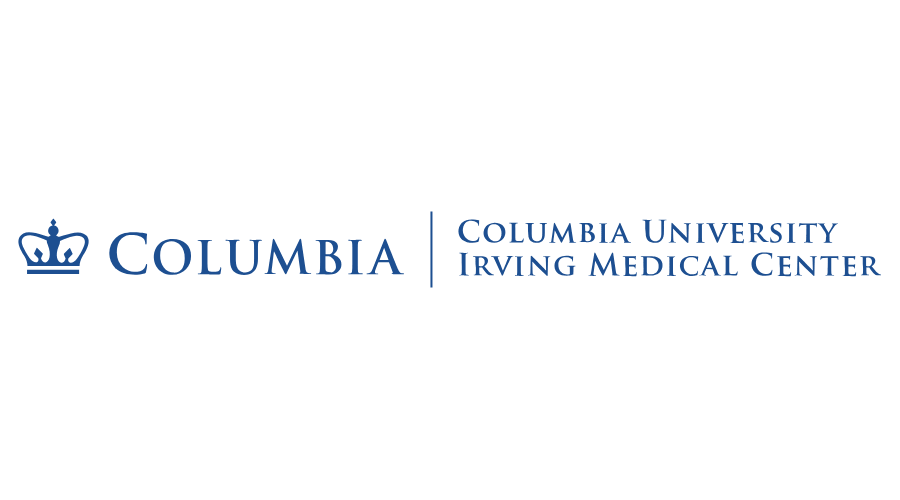 COLUMBIA
COLUMBIA UNIVERSITY
IRVING MEDICAL CENTER